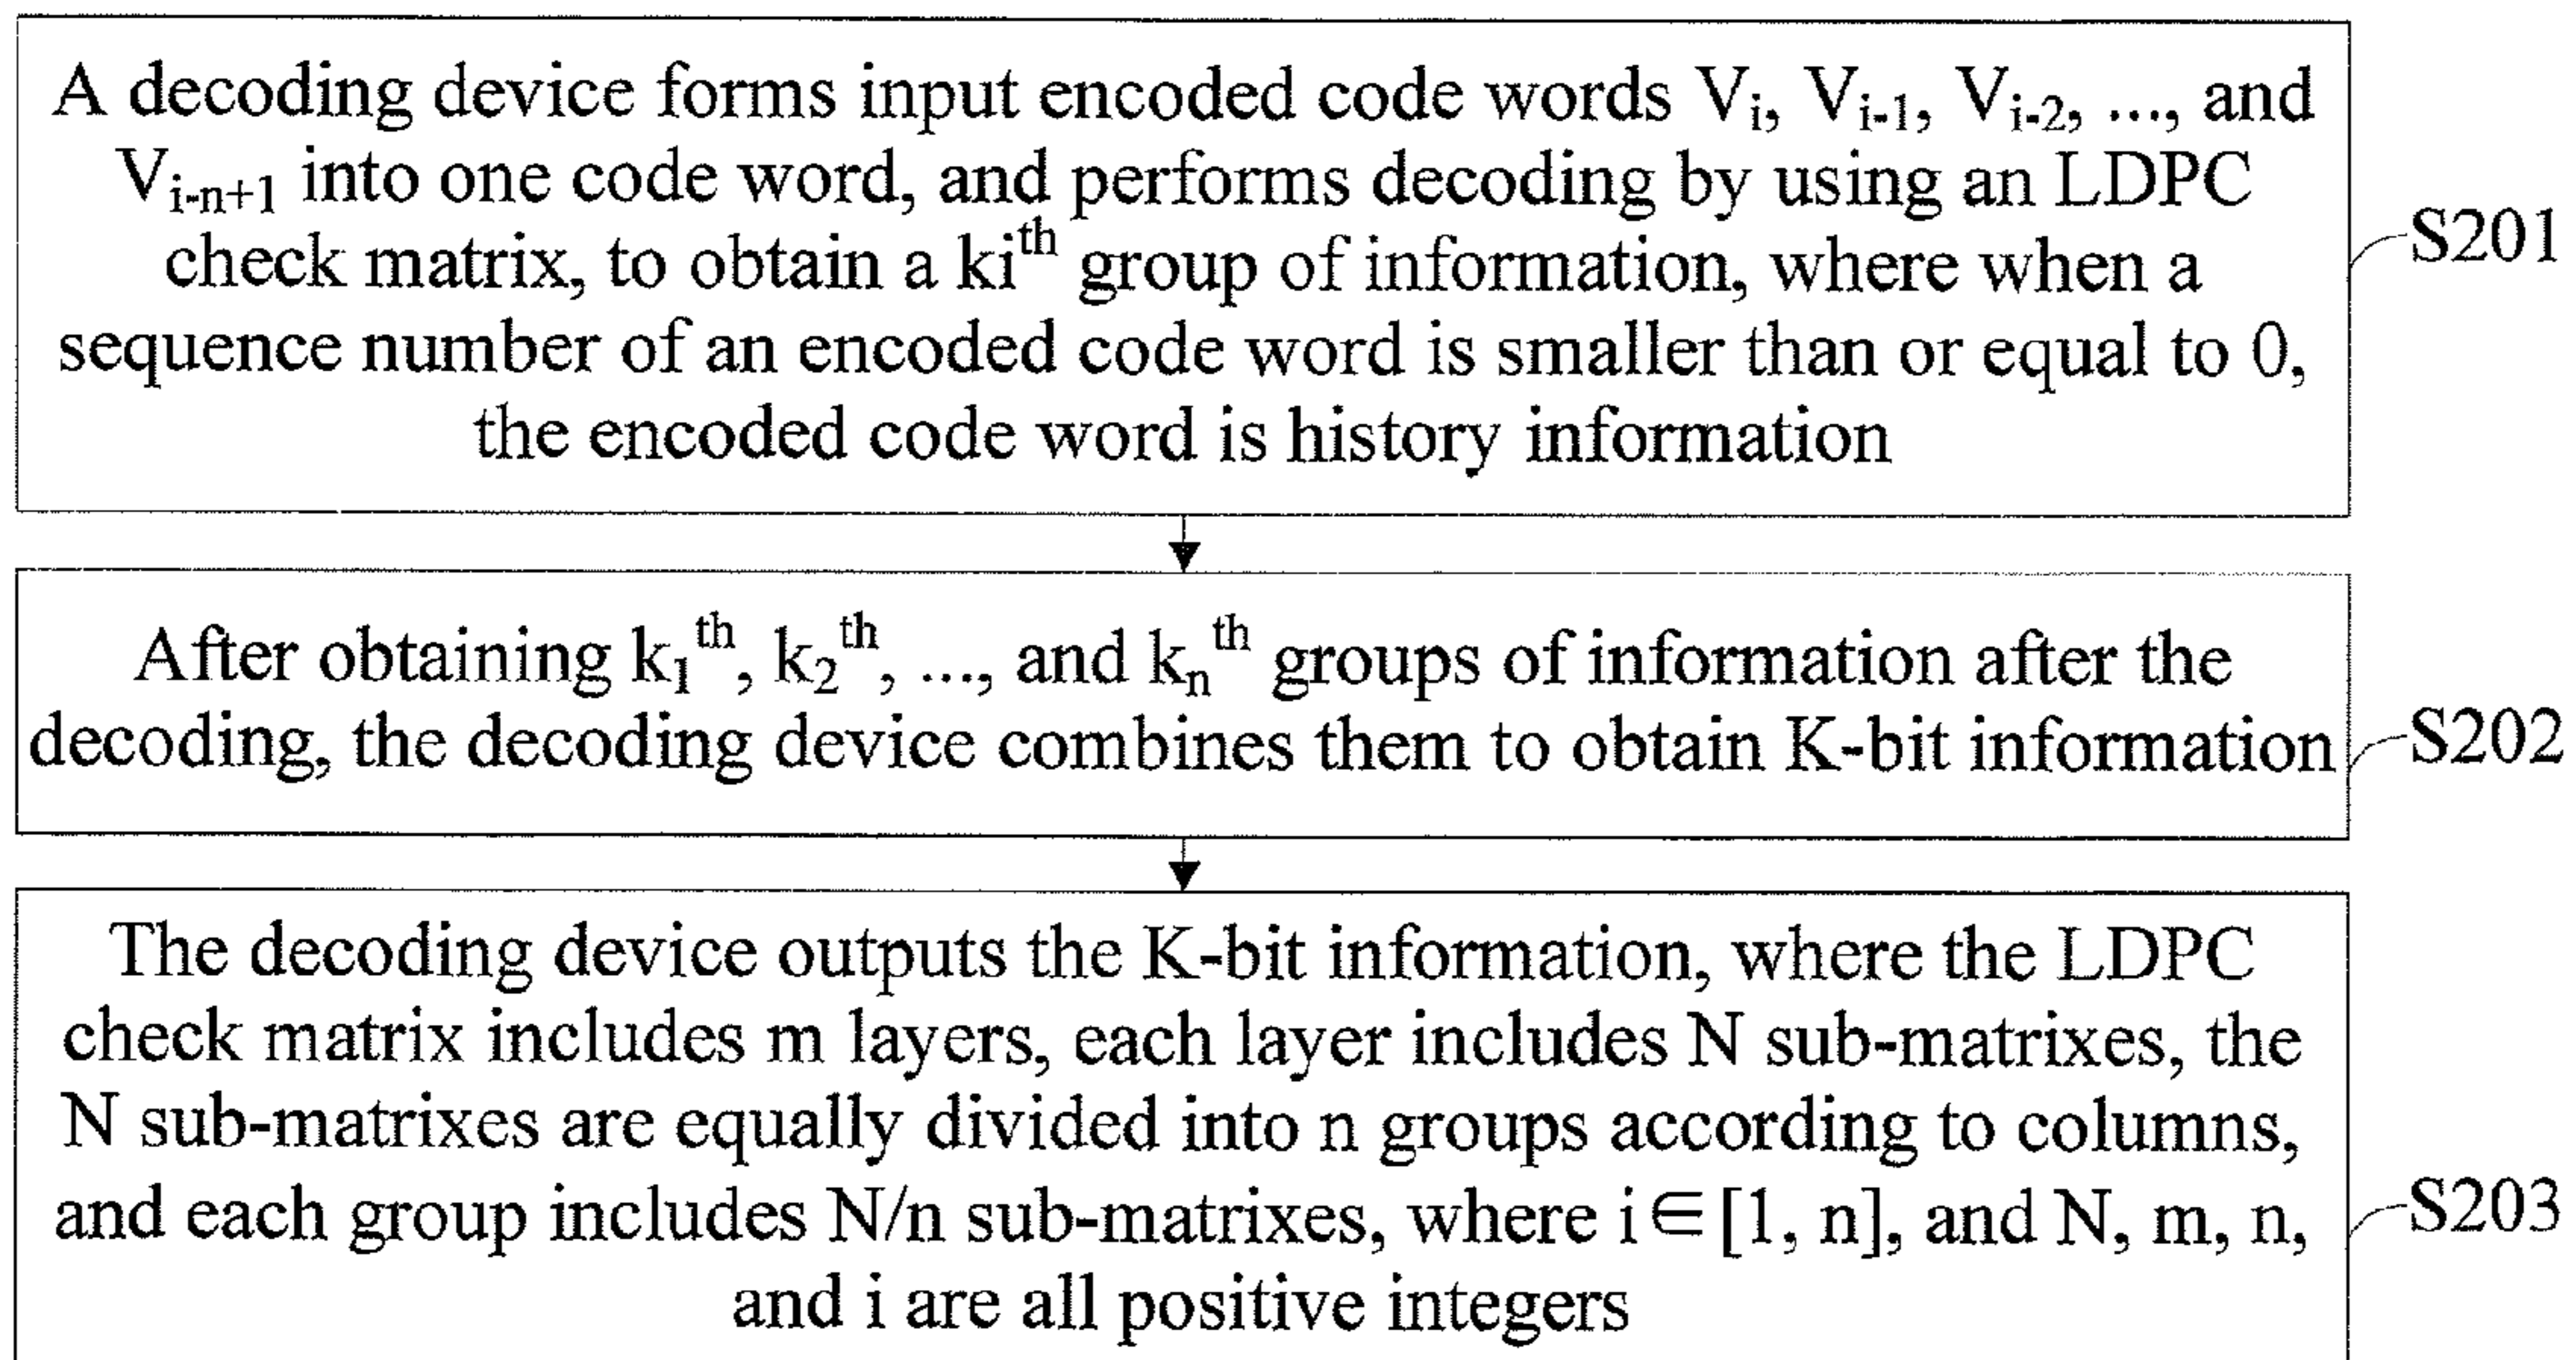 A decoding device forms input encoded code words Vᵢ, Vᵢ₋₁, Vᵢ₋₂, ..., and
Vᵢ₋ₙ₊₁ into one code word, and performs decoding by using an LDPC
check matrix, to obtain a kiᵗʰ group of information, where when a
sequence number of an encoded code word is smaller than or equal to 0,
the encoded code word is history information
S201
After obtaining k₁ᵗʰ, k₂ᵗʰ, ..., and kₙᵗʰ groups of information after the
decoding, the decoding device combines them to obtain K-bit information
S202
The decoding device outputs the K-bit information, where the LDPC
check matrix includes m layers, each layer includes N sub-matrixes, the
N sub-matrixes are equally divided into n groups according to columns,
and each group includes N/n sub-matrixes, where i∈[1, n], and N, m, n,
and i are all positive integers
S203